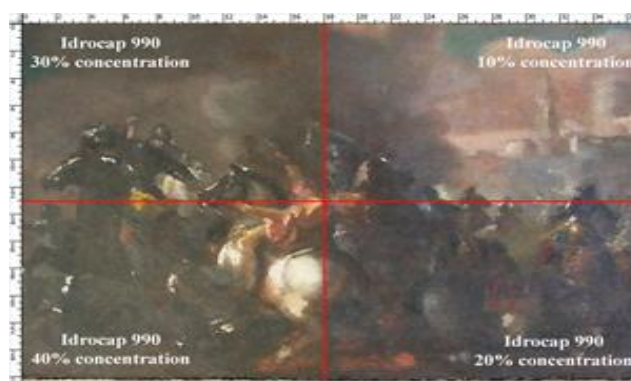 Idrocap 990
30% concentration
Idrocap 990
10% concentration
Idrocap 990
40% concentration
Idrocap 990
20% concentration